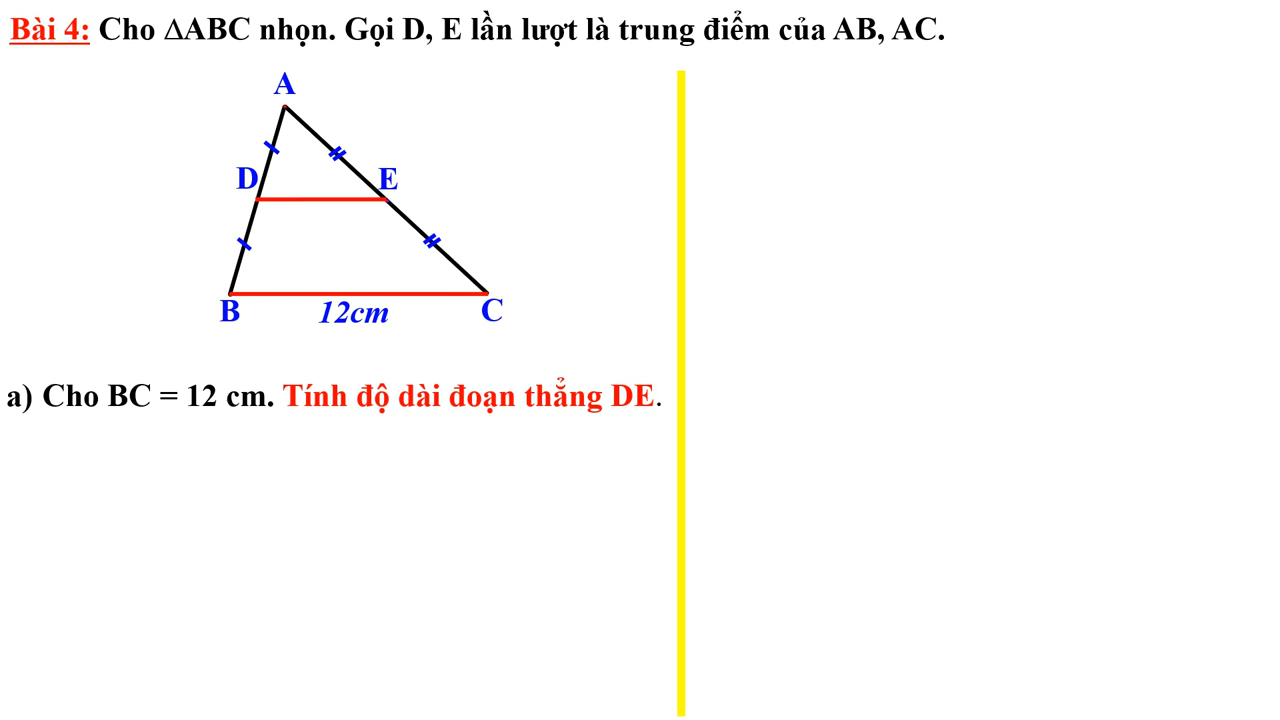 Bài 4: Cho ∆ABC nhọn. Gọi D, E lần lượt là trung điểm của AB, AC.
A
D
E
B
12cm
C
a) Cho BC = 12 cm. Tính độ dài đoạn thẳng DE.